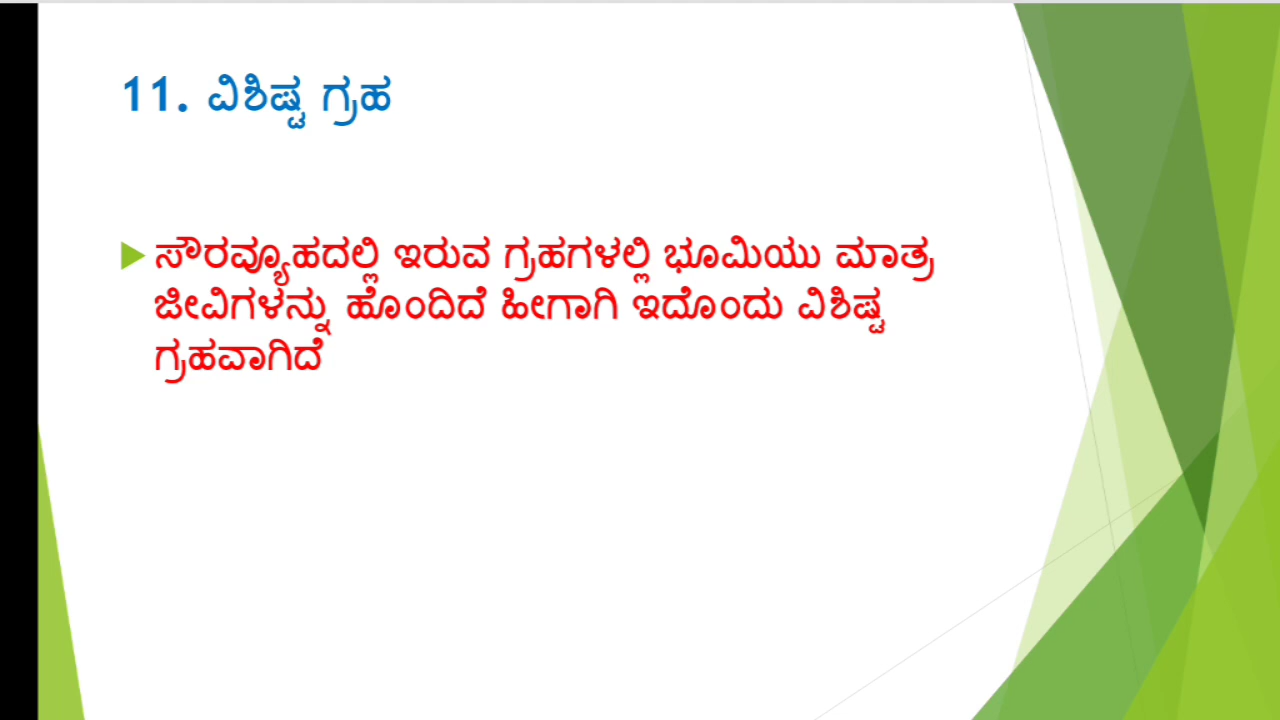 11. ವಿಶಿಷ್ಟ ಗ್ರಹ
ಸೌರವ್ಯೂಹದಲ್ಲಿ ಇರುವ ಗ್ರಹಗಳಲ್ಲಿ ಭೂಮಿಯು ಮಾತ್ರ
ಜೀವಿಗಳನ್ನು ಹೊಂದಿದೆ ಹೀಗಾಗಿ ಇದೊಂದು ವಿಶಿಷ್ಟ
ಗ್ರಹವಾಗಿದೆ